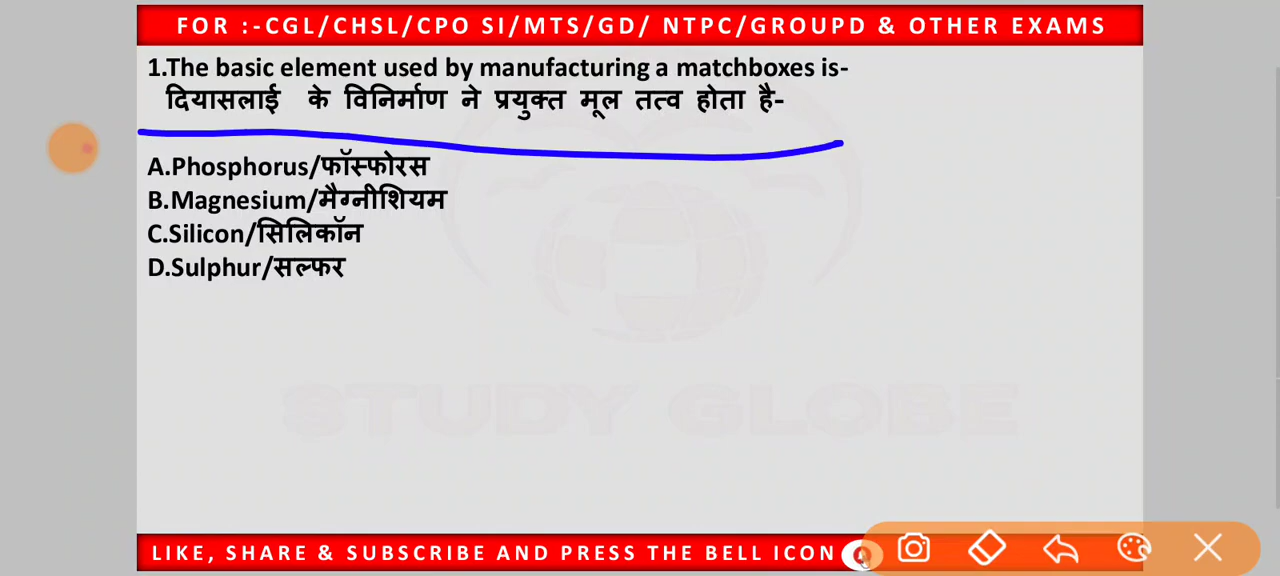 FOR :-CGL/CHSL/CPO SI/MTS/GD/ NTPC/GROUPD & OTHER EXAMS
1.The basic element used by manufacturing a matchboxes is-
दियासलाई के विनिर्माण ने प्रयुक्त मूल तत्व होता है-
A.Phosphorus/फॉस्फोरस
B.Magnesium/मैग्नीशियम
C.Silicon/सिलिकॉन
D.Sulphur/सल्फर
STUDY GLOBE
LIKE, SHARE & SUBSCRIBE AND PRESS THE BELL ICON